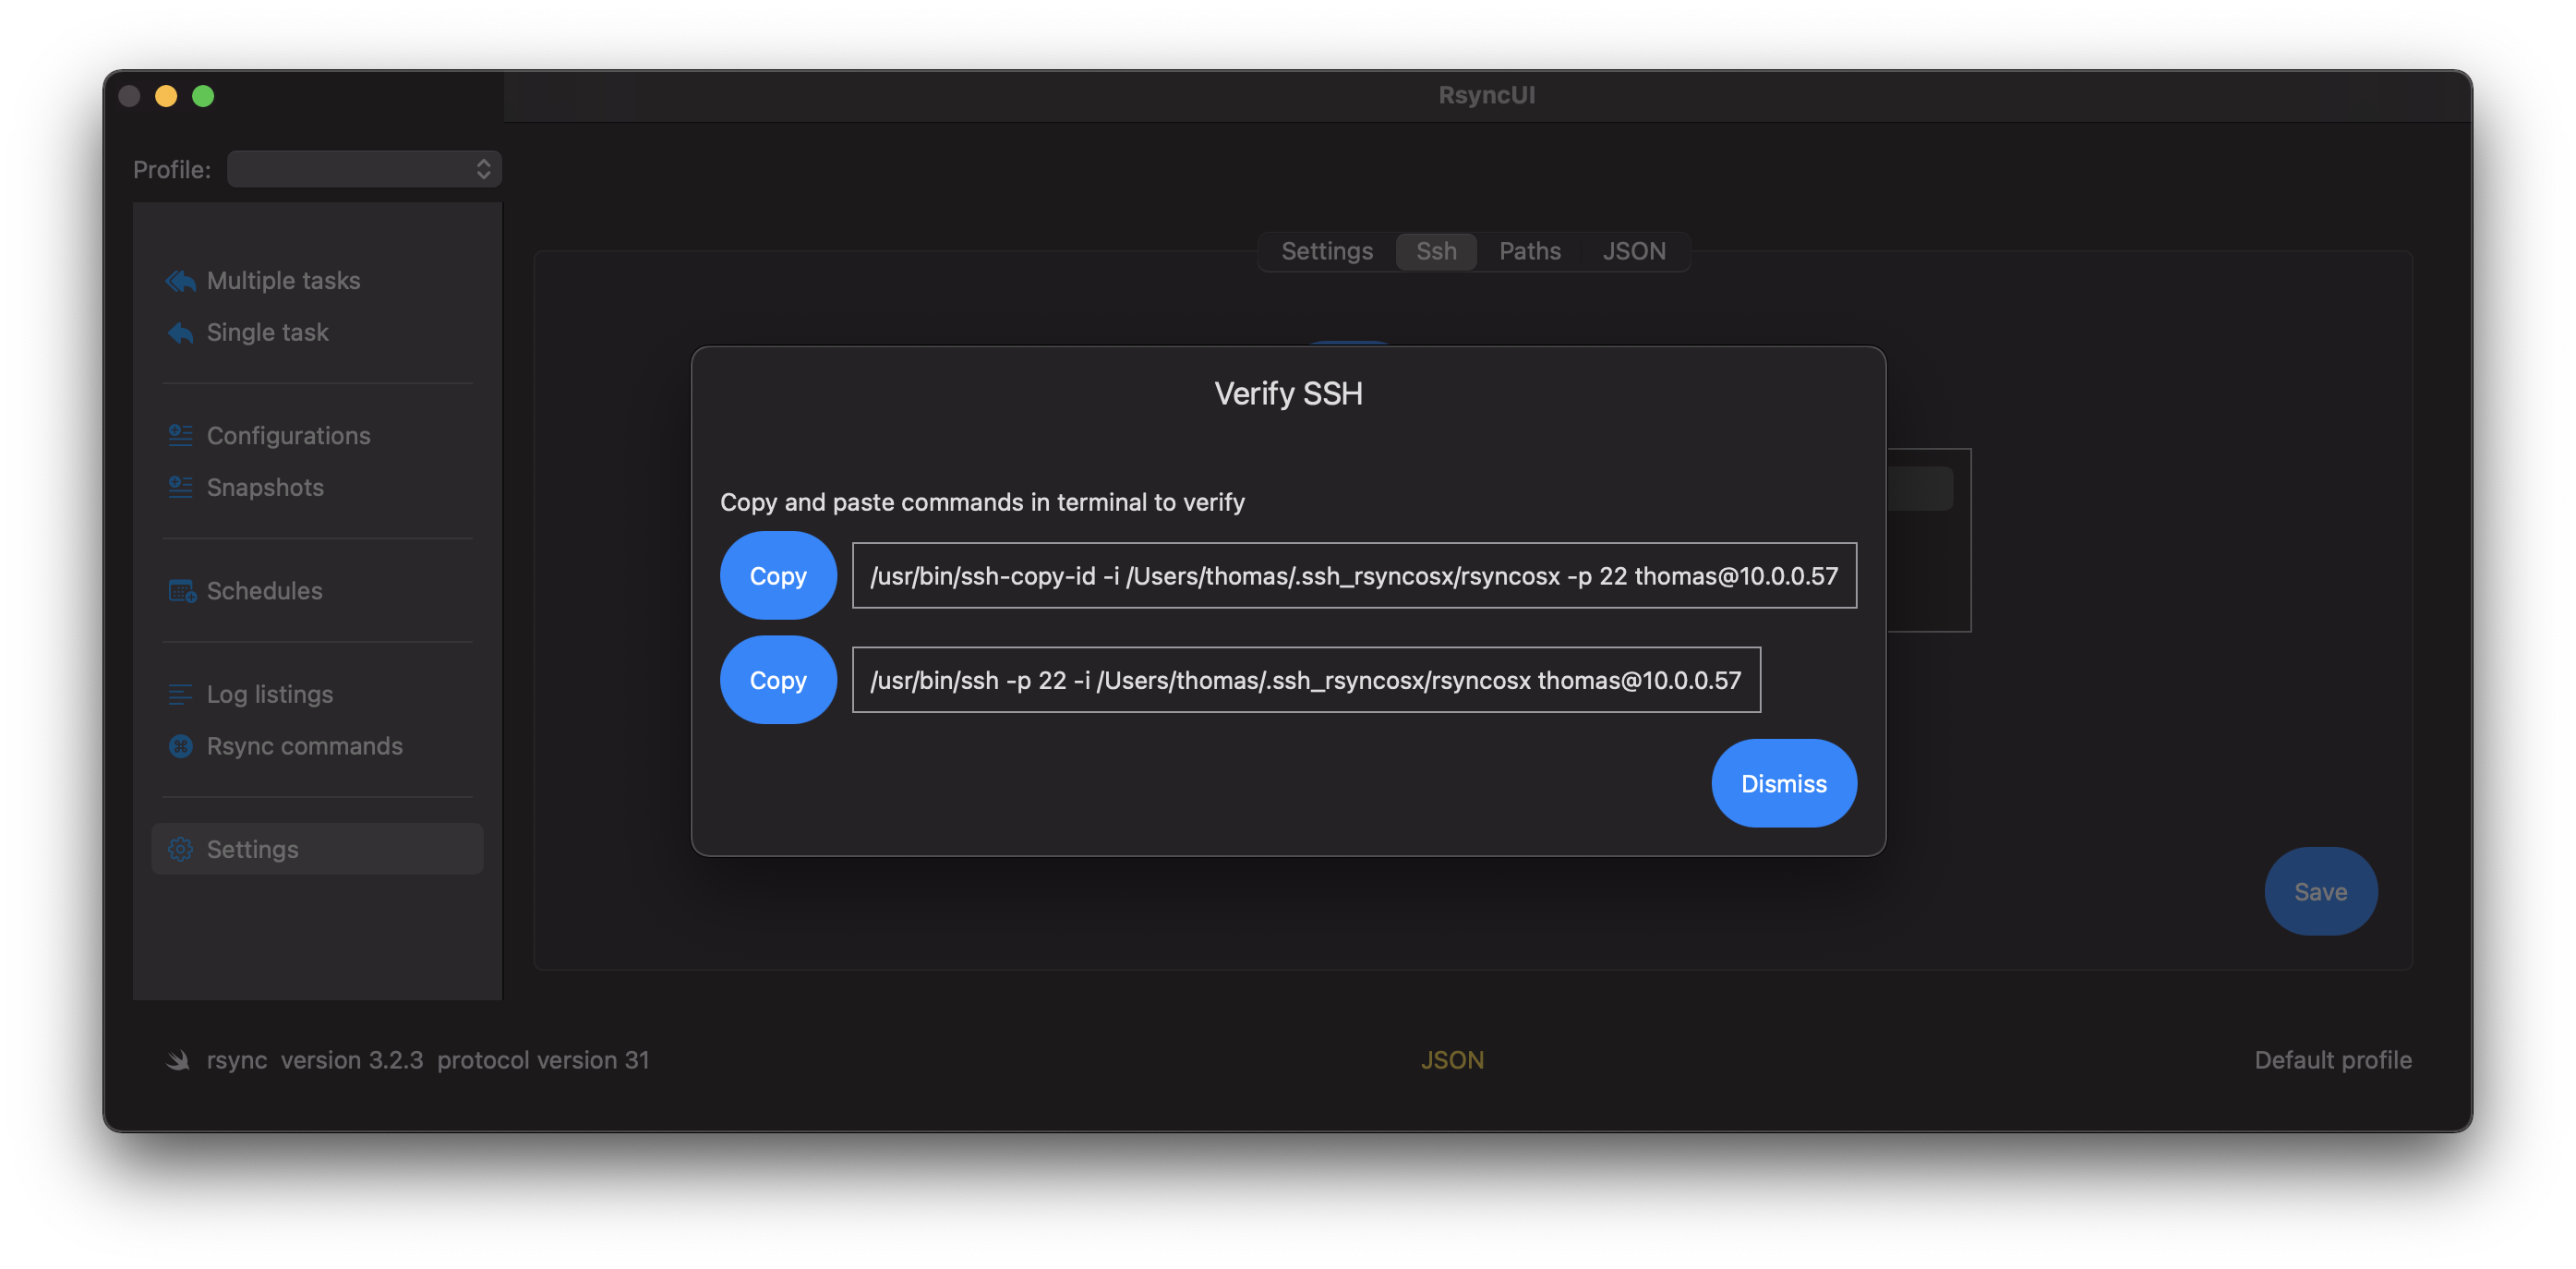 RsyncUI
Profile:
Settings Ssh Paths JSON
Multiple tasks
Single task
Configurations
Snapshots
Schedules
Log listings
Rsync commands
Settings
Verify SSH
Copy and paste commands in terminal to verify
Copy /usr/bin/ssh-copy-id -i /Users/thomas/.ssh_rsyncosx/rsyncosx -p 22 thomas@10.0.0.57
Copy /usr/bin/ssh -p 22 -i /Users/thomas/.ssh_rsyncosx/rsyncosx thomas@10.0.0.57
Dismiss
Save
rsync version 3.2.3 protocol version 31
JSON
Default profile